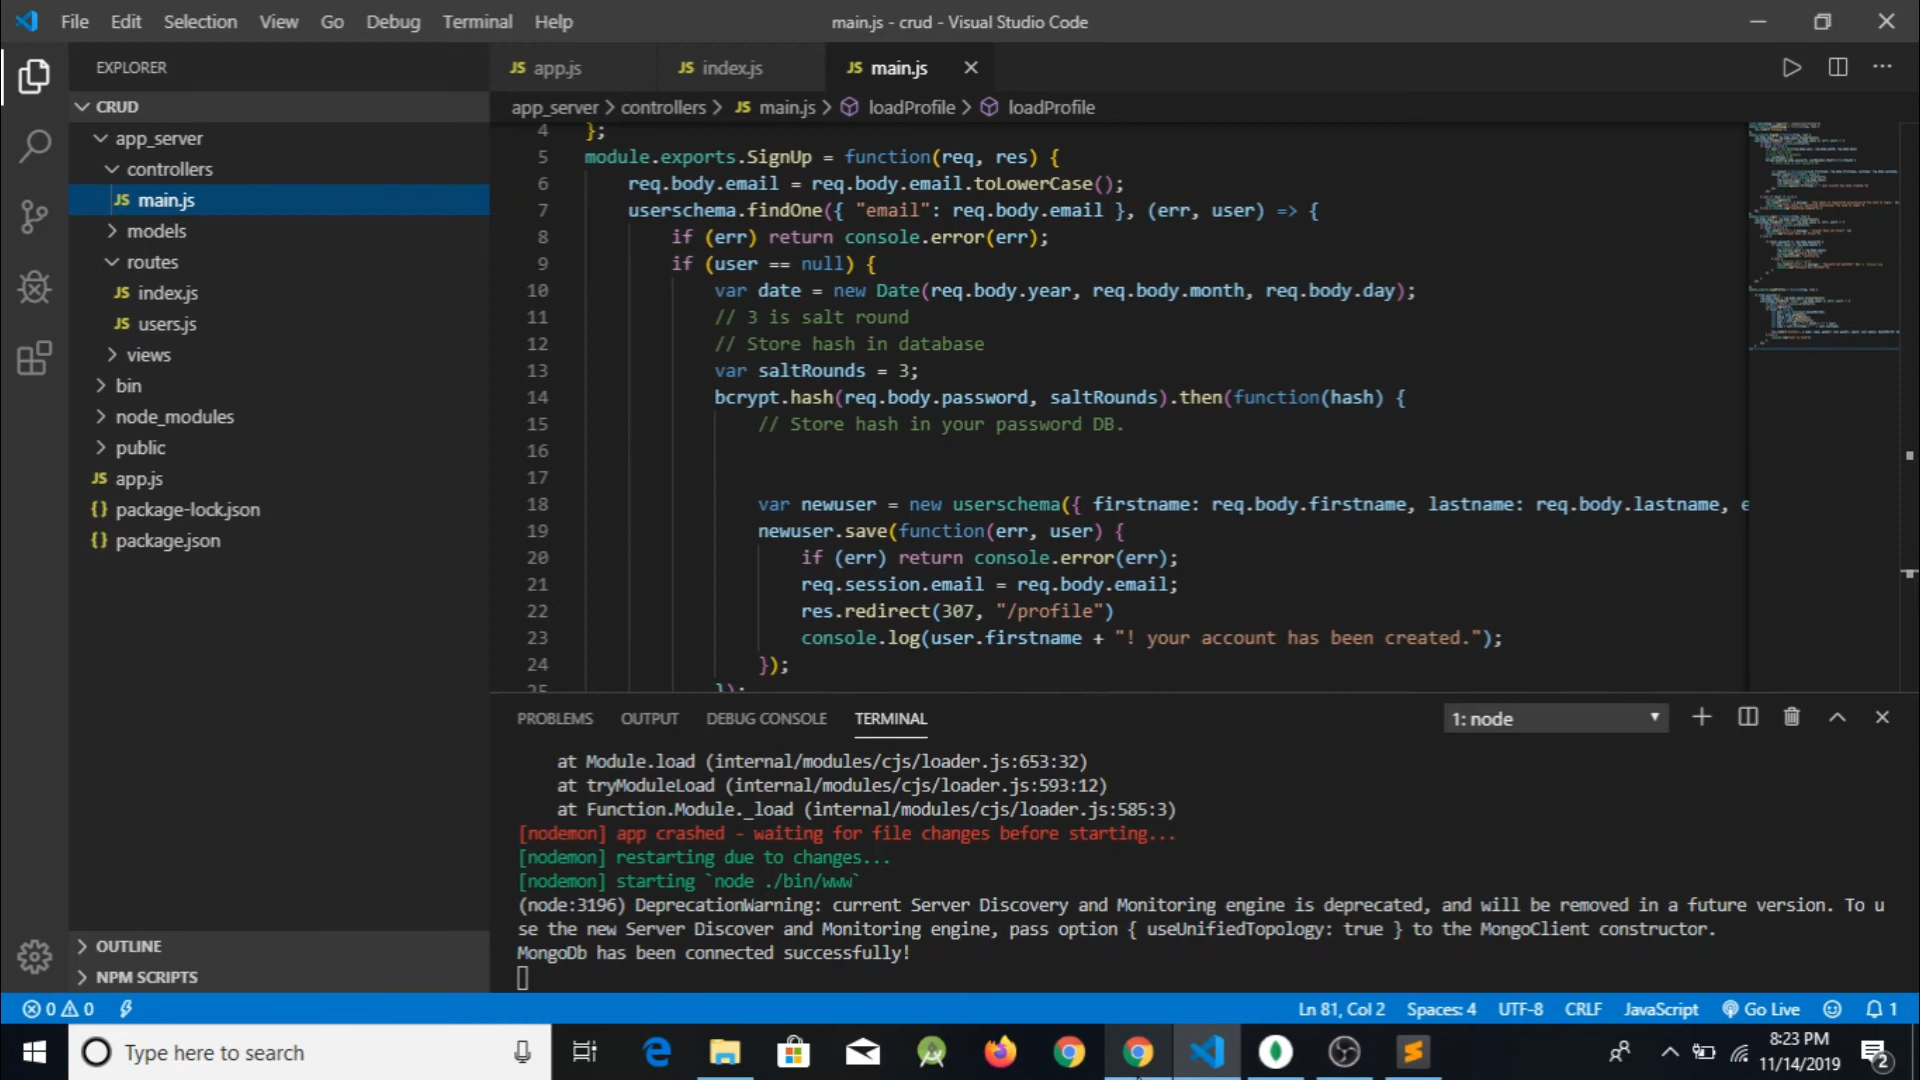 File Edit Selection View Go Debug Terminal Help
main.js - crud - Visual Studio Code
EXPLORER
CRUD
app_server
controllers
JS main.js
models
routes
JS index.js
JS users.js
views
bin
node_modules
public
JS app.js
{} package-lock.json
{} package.json
OUTLINE
NPM SCRIPTS
JS app.js JS index.js JS main.js
app_server > controllers > JS main.js > loadProfile > loadProfile
4 };
5 module.exports.SignUp = function(req, res) {
6 req.body.email = req.body.email.toLowerCase();
7 userschema.findOne({ "email": req.body.email }, (err, user) => {
8 if (err) return console.error(err);
9 if (user == null) {
10 var date = new Date(req.body.year, req.body.month, req.body.day);
11 // 3 is salt round
12 // Store hash in database
13 var saltRounds = 3;
14 bcrypt.hash(req.body.password, saltRounds).then(function(hash) {
15 // Store hash in your password DB.
16
17
18 var newuser = new userschema({ firstname: req.body.firstname, lastname: req.body.lastname, e
19 newuser.save(function(err, user) {
20 if (err) return console.error(err);
21 req.session.email = req.body.email;
22 res.redirect(307, "/profile")
23 console.log(user.firstname + "! your account has been created.");
24 });
25 });
PROBLEMS OUTPUT DEBUG CONSOLE TERMINAL
1: node
at Module.load (internal/modules/cjs/loader.js:653:32)
at tryModuleLoad (internal/modules/cjs/loader.js:593:12)
at Function.Module._load (internal/modules/cjs/loader.js:585:3)
[nodemon] app crashed - waiting for file changes before starting...
[nodemon] restarting due to changes...
[nodemon] starting `node ./bin/www`
(node:3196) DeprecationWarning: current Server Discovery and Monitoring engine is deprecated, and will be removed in a future version. To u
se the new Server Discover and Monitoring engine, pass option { useUnifiedTopology: true } to the MongoClient constructor.
MongoDb has been connected successfully!
0 0
Ln 81, Col 2 Spaces: 4 UTF-8 CRLF JavaScript Go Live 1
Type here to search
8:23 PM
11/14/2019
2